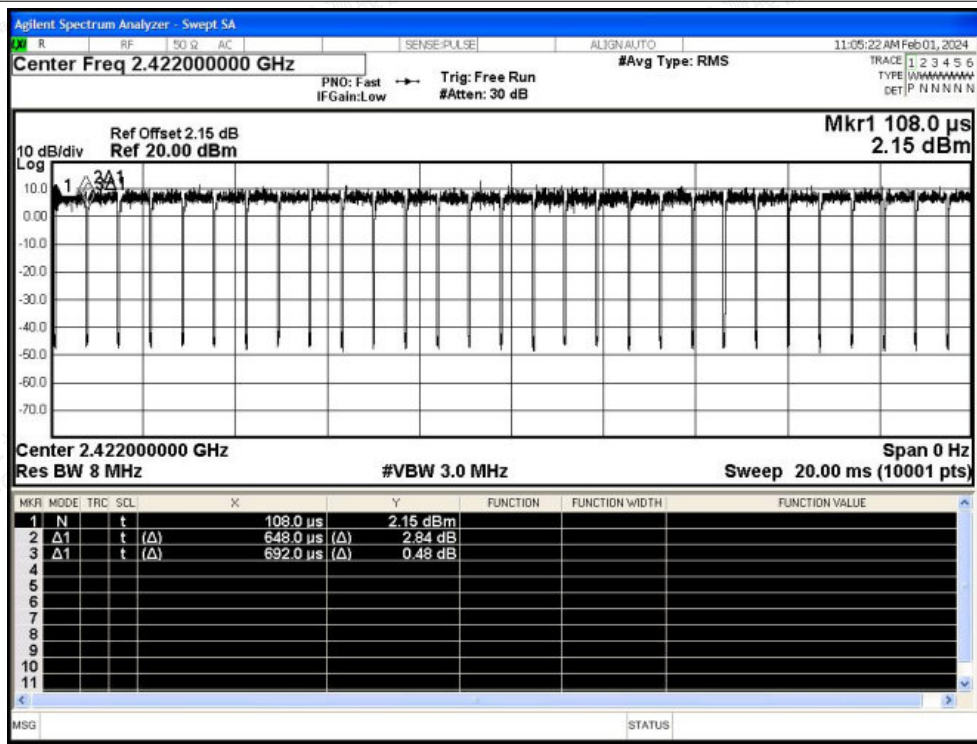 Agilent Spectrum Analyzer - Swept SA
LXI R RF 50 Ω AC SENSE:PULSE ALIGNAUTO 11:05:22 AM Feb 01, 2024
Center Freq 2.422000000 GHz #Avg Type: RMS TRACE 1 2 3 4 5 6
PNO: Fast Trig: Free Run TYPE WWWWWW
IFGain:Low #Atten: 30 dB DET P N N N N N
Mkr1 108.0 µs
Ref Offset 2.15 dB
10 dB/div Ref 20.00 dBm 2.15 dBm
Log
10.0
1 2Δ1
3Δ1
0.00
-10.0
-20.0
-30.0
-40.0
-50.0
-60.0
-70.0
Center 2.422000000 GHz Span 0 Hz
Res BW 8 MHz #VBW 3.0 MHz Sweep 20.00 ms (10001 pts)
MKR MODE TRC SCL X Y FUNCTION FUNCTION WIDTH FUNCTION VALUE
1 N t 108.0 µs 2.15 dBm
2 Δ1 t (Δ) 648.0 µs (Δ) 2.84 dB
3 Δ1 t (Δ) 692.0 µs (Δ) 0.48 dB
4
5
6
7
8
9
10
11
MSG STATUS